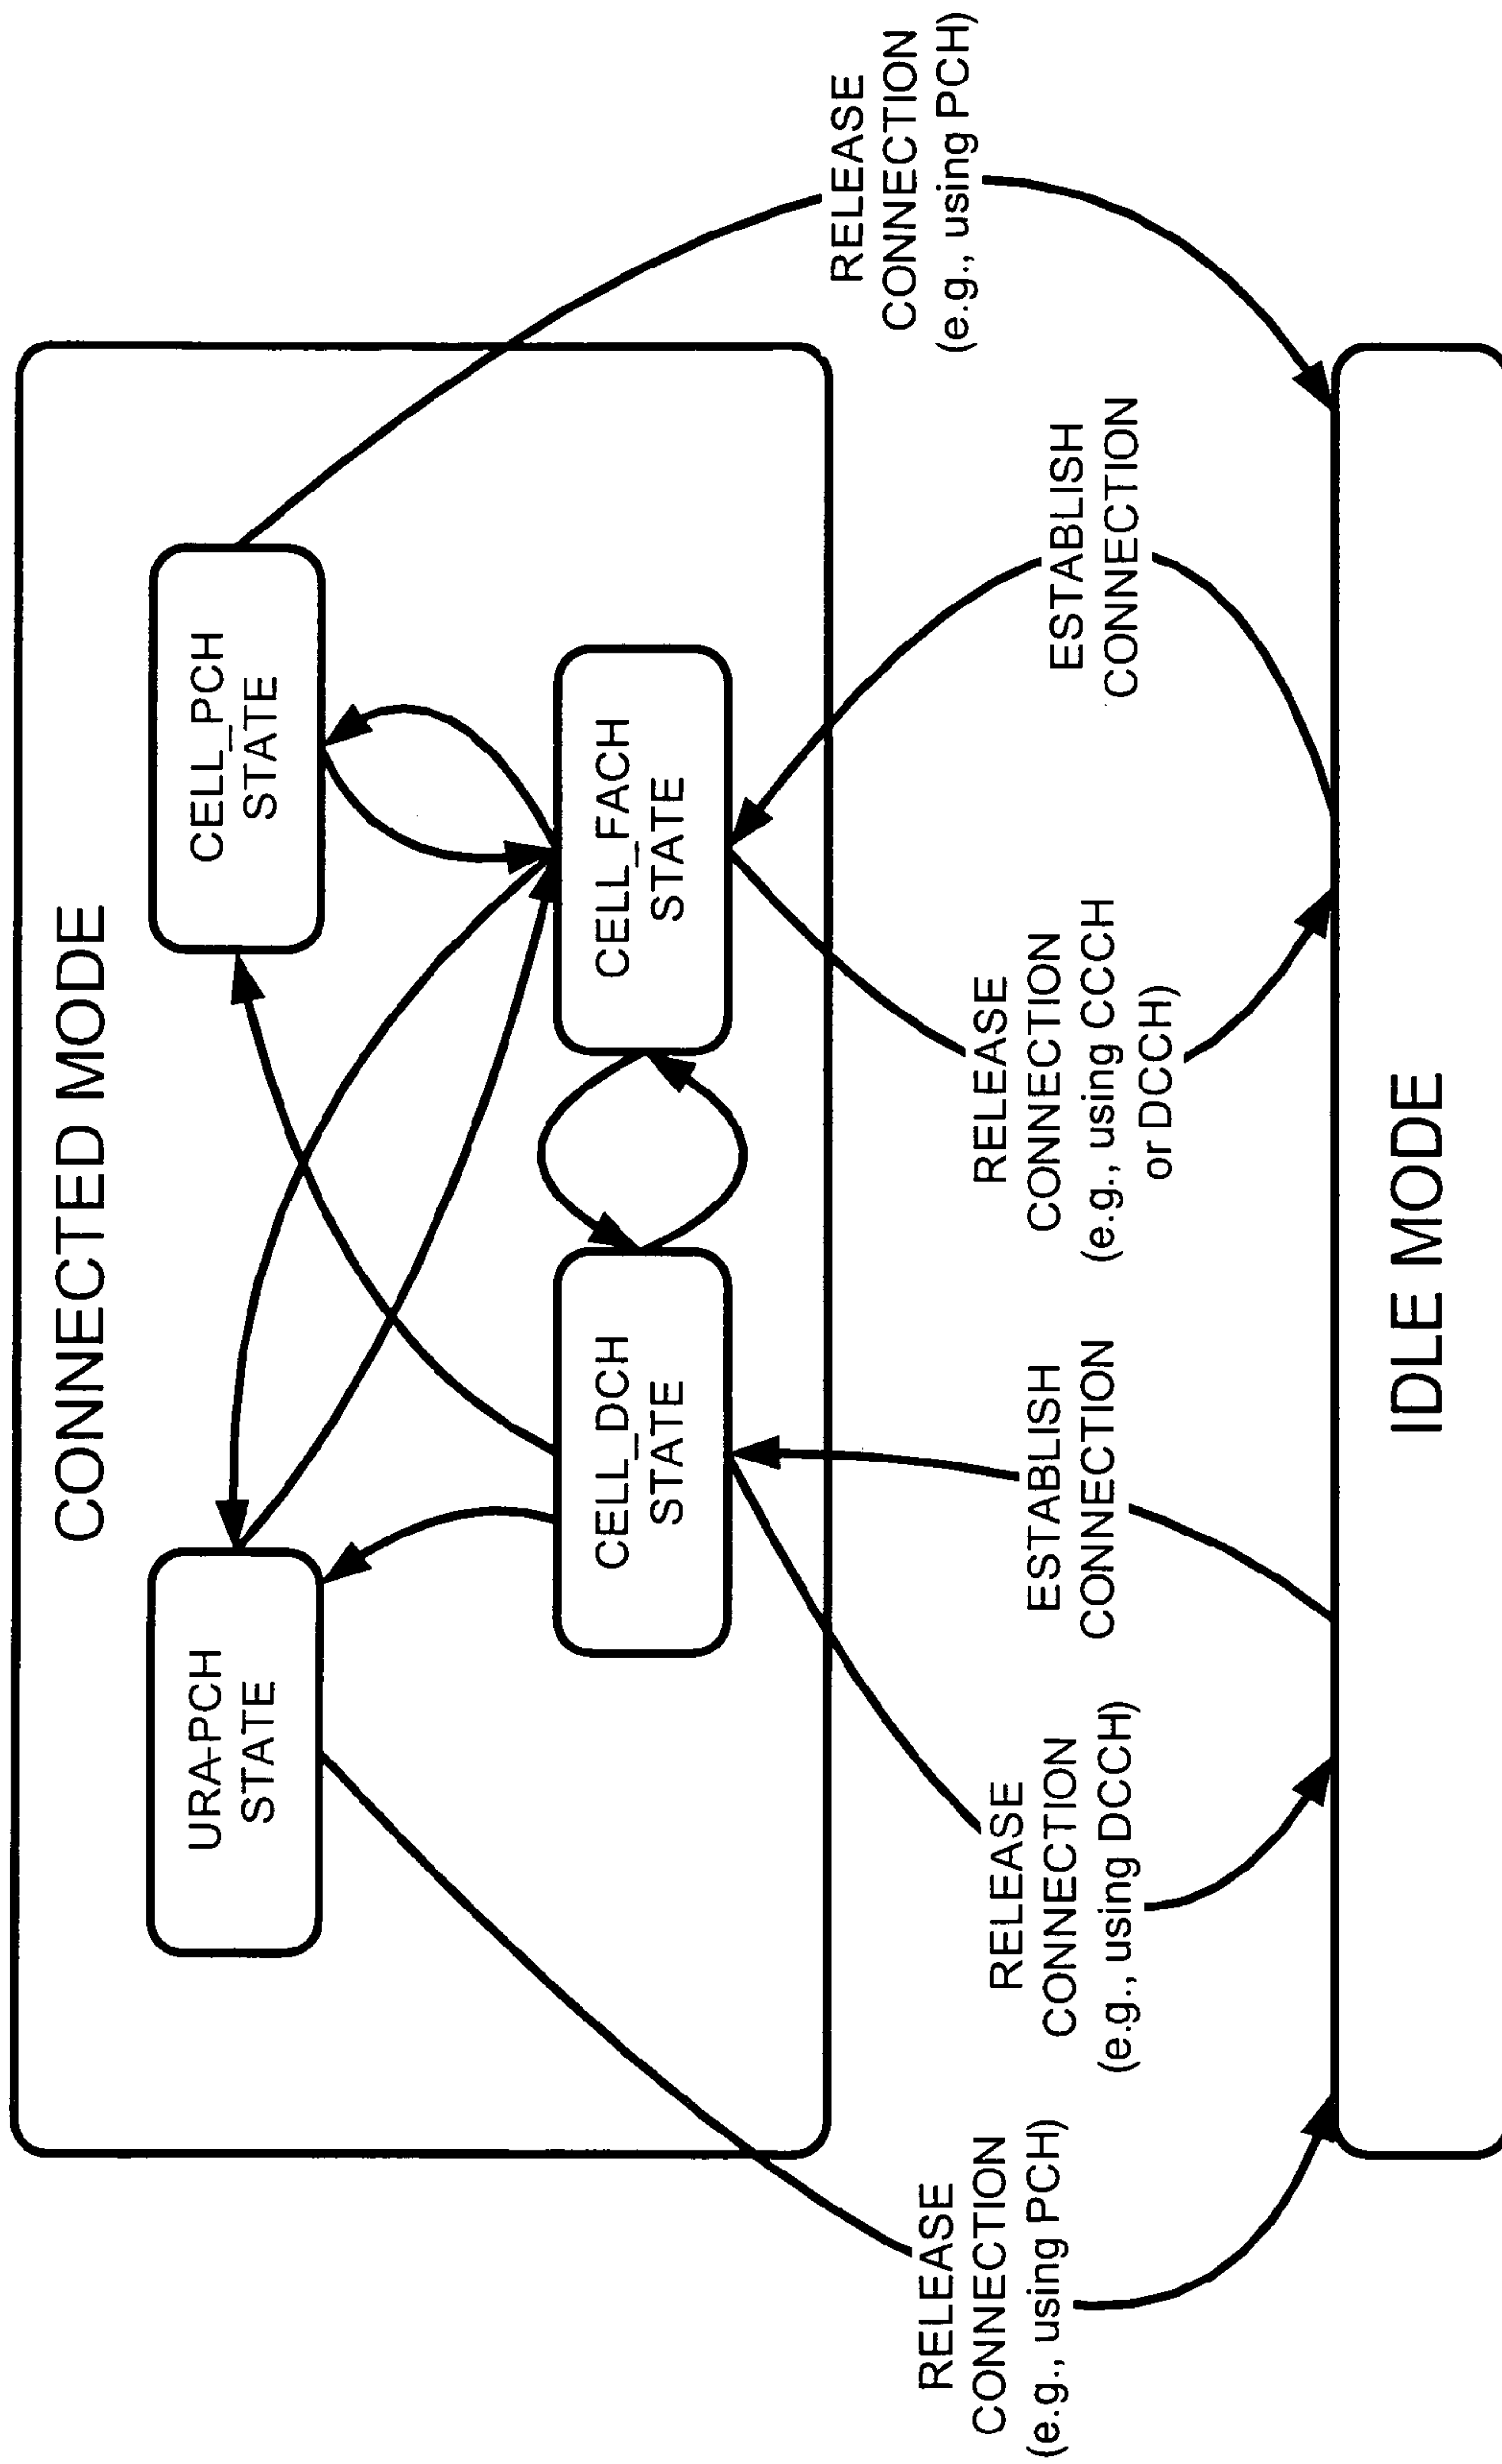 CONNECTED MODE
URA-PCH
STATE
CELL_PCH
STATE
CELL_DCH
STATE
CELL_FACH
STATE
RELEASE
CONNECTION
(e.g., using PCH)
RELEASE
CONNECTION
(e.g., using DCCH)
ESTABLISH
CONNECTION
RELEASE
CONNECTION
(e.g., using CCCH
or DCCH)
ESTABLISH
CONNECTION
RELEASE
CONNECTION
(e.g., using PCH)
IDLE MODE